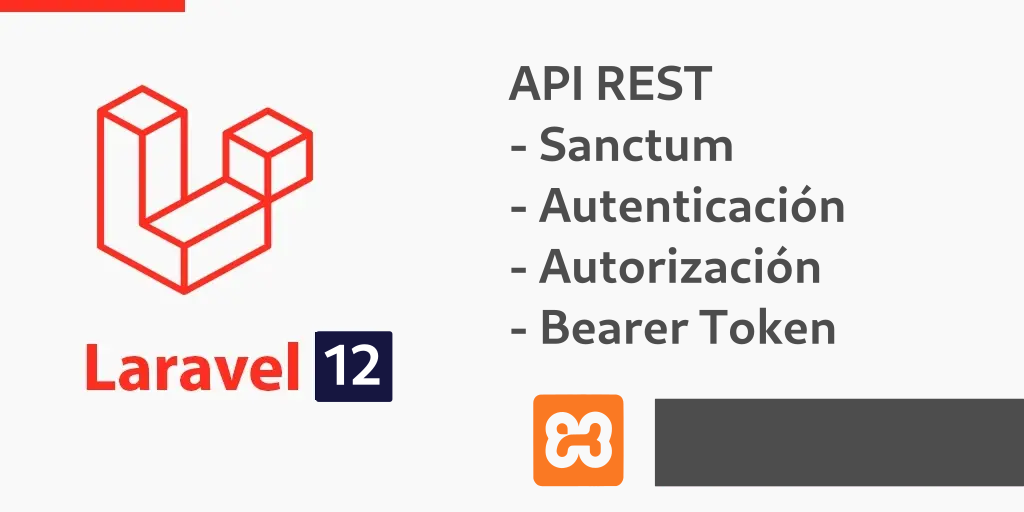 API REST
- Sanctum
- Autenticación
- Autorización
- Bearer Token
Laravel 12